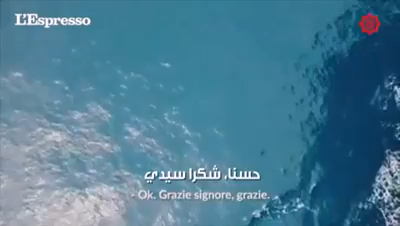 L'Espresso
حسنا، شكرا سيدي
- Ok. Grazie signore, grazie.